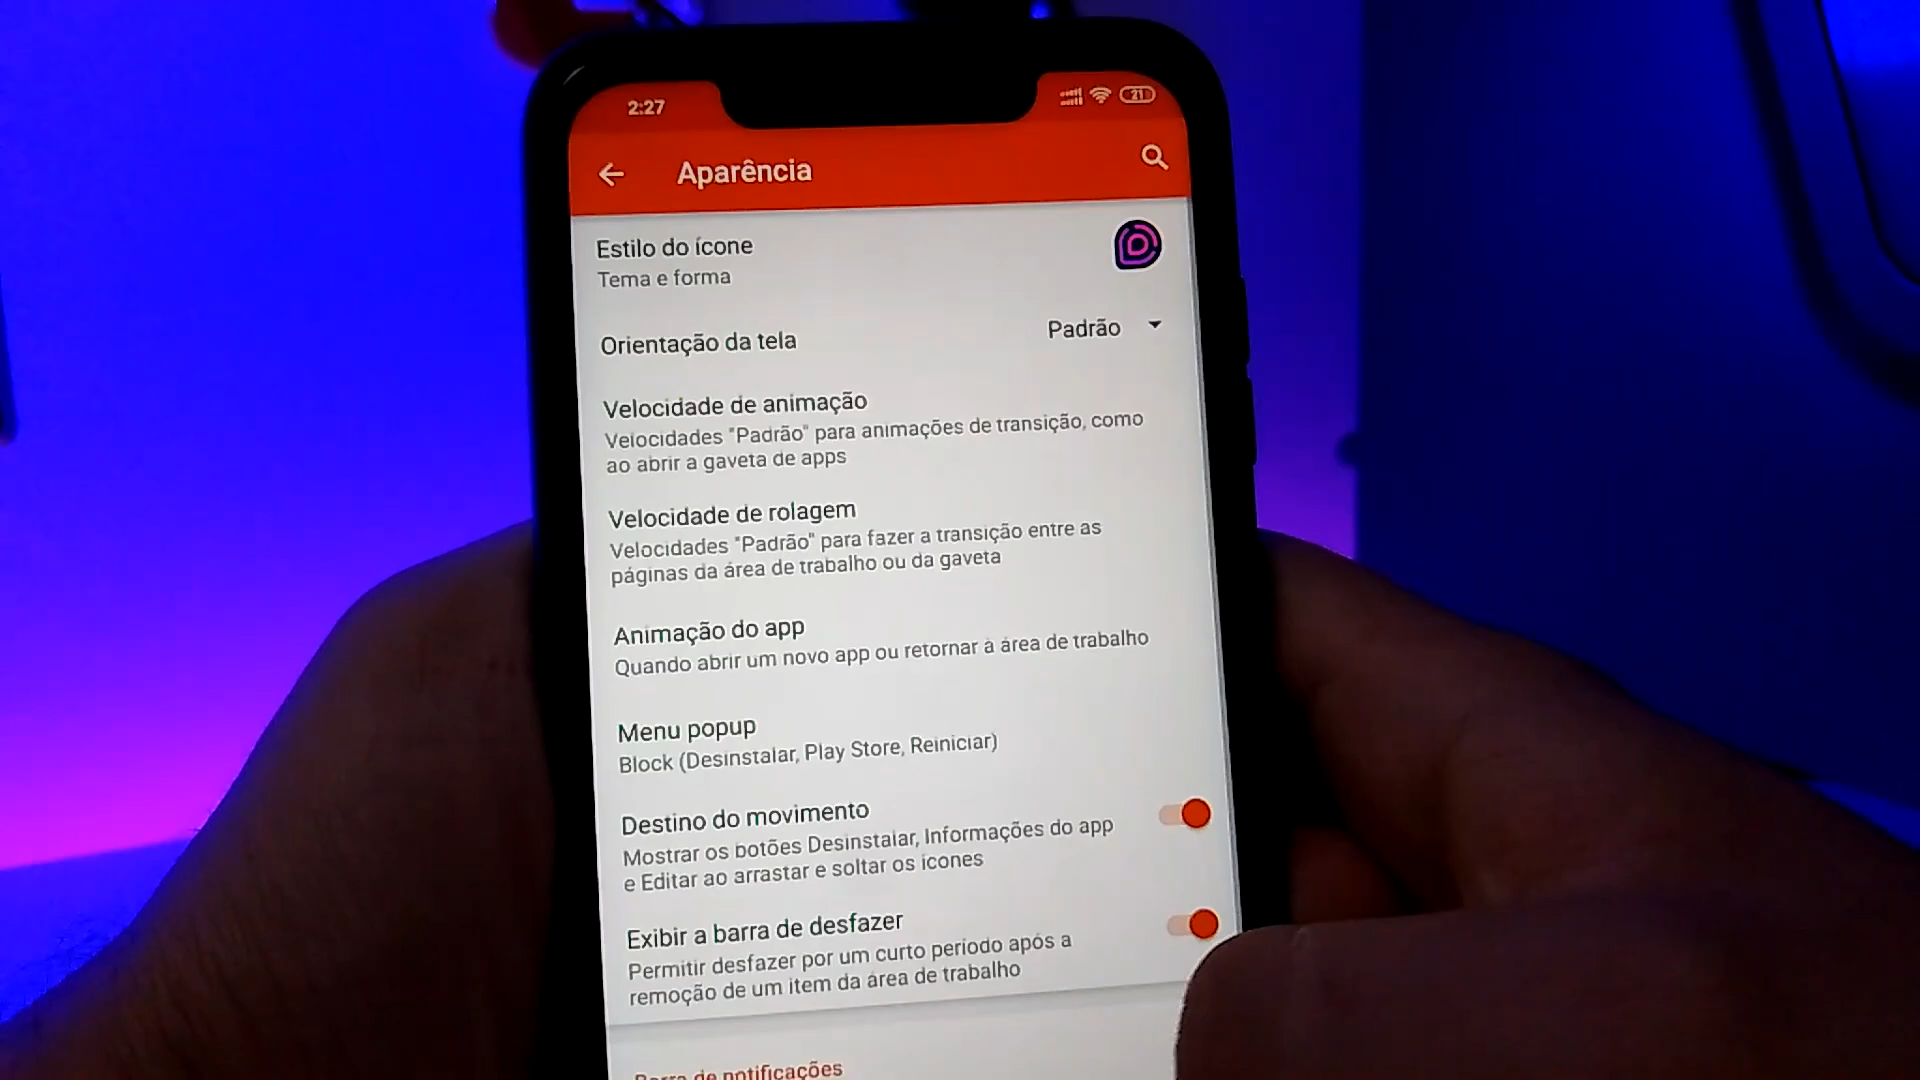 2:27
21
Aparência
Estilo do ícone
Tema e forma
Orientação da tela
Padrão
Velocidade de animação
Velocidades "Padrão" para animações de transição, como
ao abrir a gaveta de apps
Velocidade de rolagem
Velocidades "Padrão" para fazer a transição entre as
páginas da área de trabalho ou da gaveta
Animação do app
Quando abrir um novo app ou retornar à área de trabalho
Menu popup
Block (Desinstalar, Play Store, Reiniciar)
Destino do movimento
Mostrar os botões Desinstalar, Informações do app
e Editar ao arrastar e soltar os ícones
Exibir a barra de desfazer
Permitir desfazer por um curto período após a
remoção de um item da área de trabalho
Barra de notificações